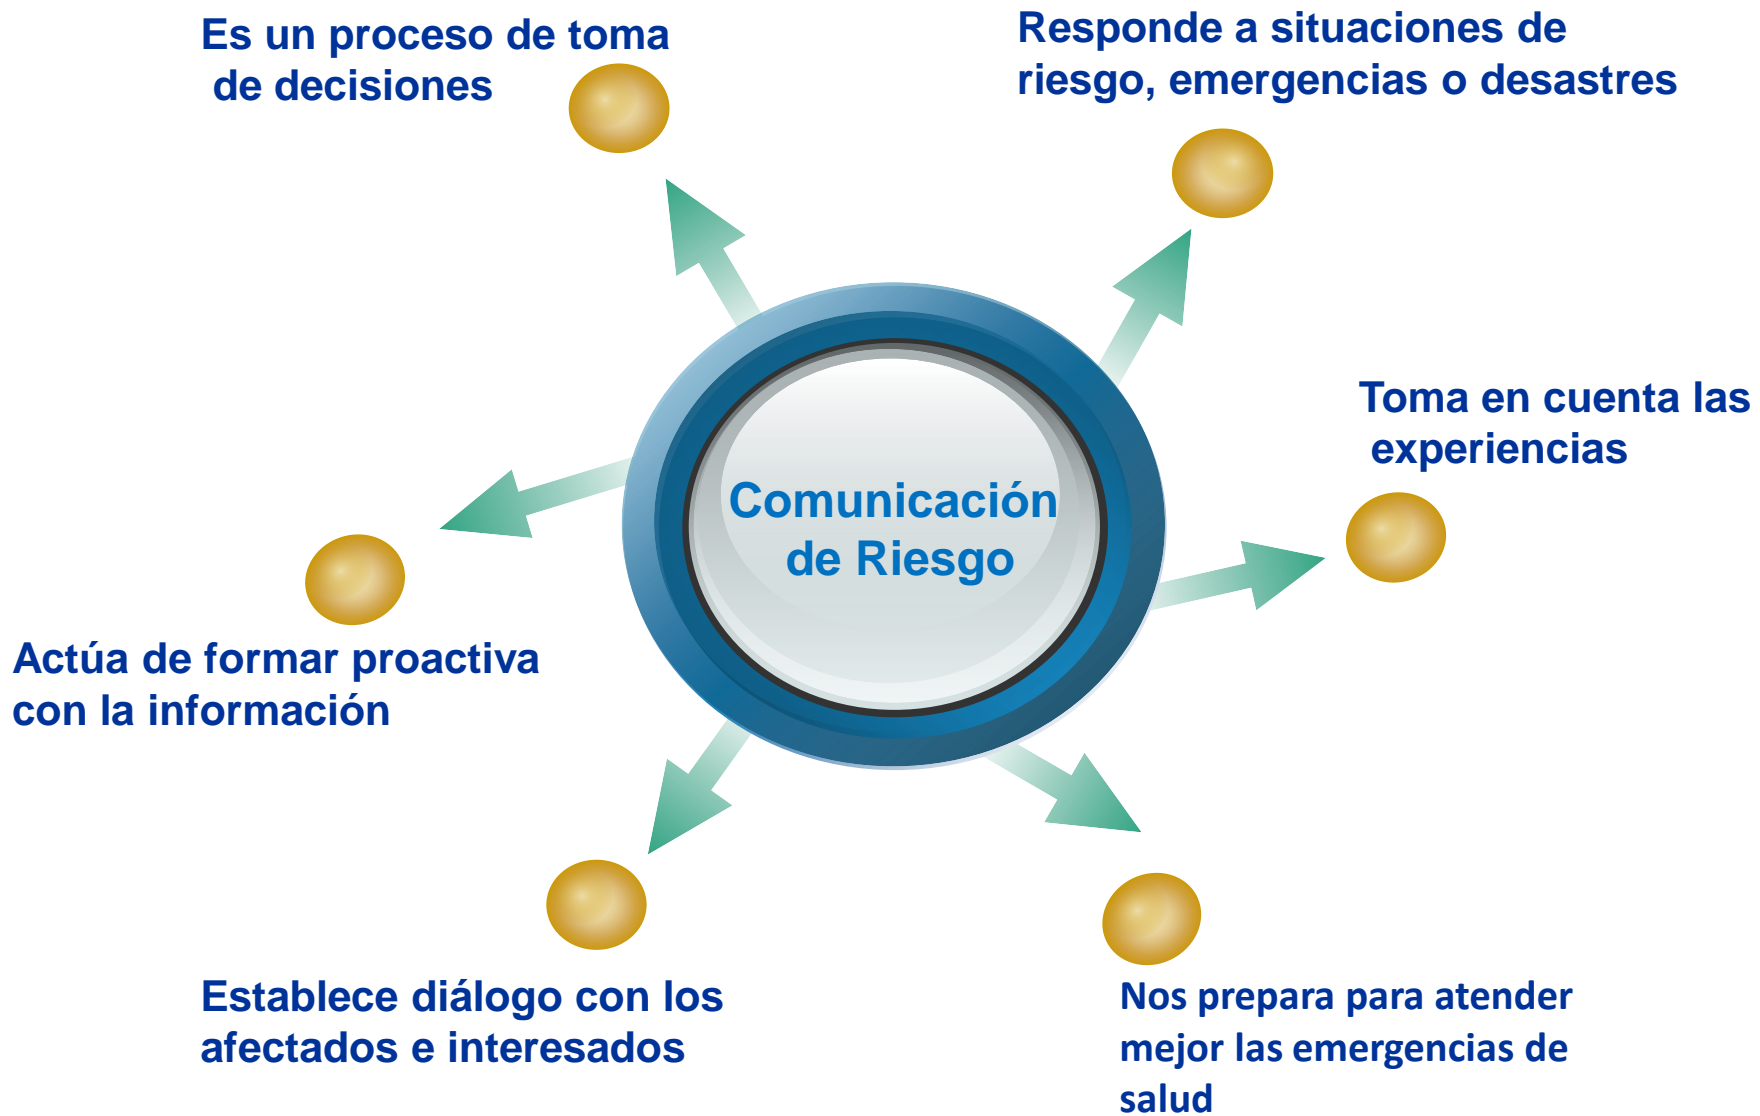 Es un proceso de toma
de decisiones
Responde a situaciones de
riesgo, emergencias o desastres
Toma en cuenta las
experiencias
Comunicación
de Riesgo
Actúa de formar proactiva
con la información
Establece diálogo con los
afectados e interesados
Nos prepara para atender
mejor las emergencias de
salud